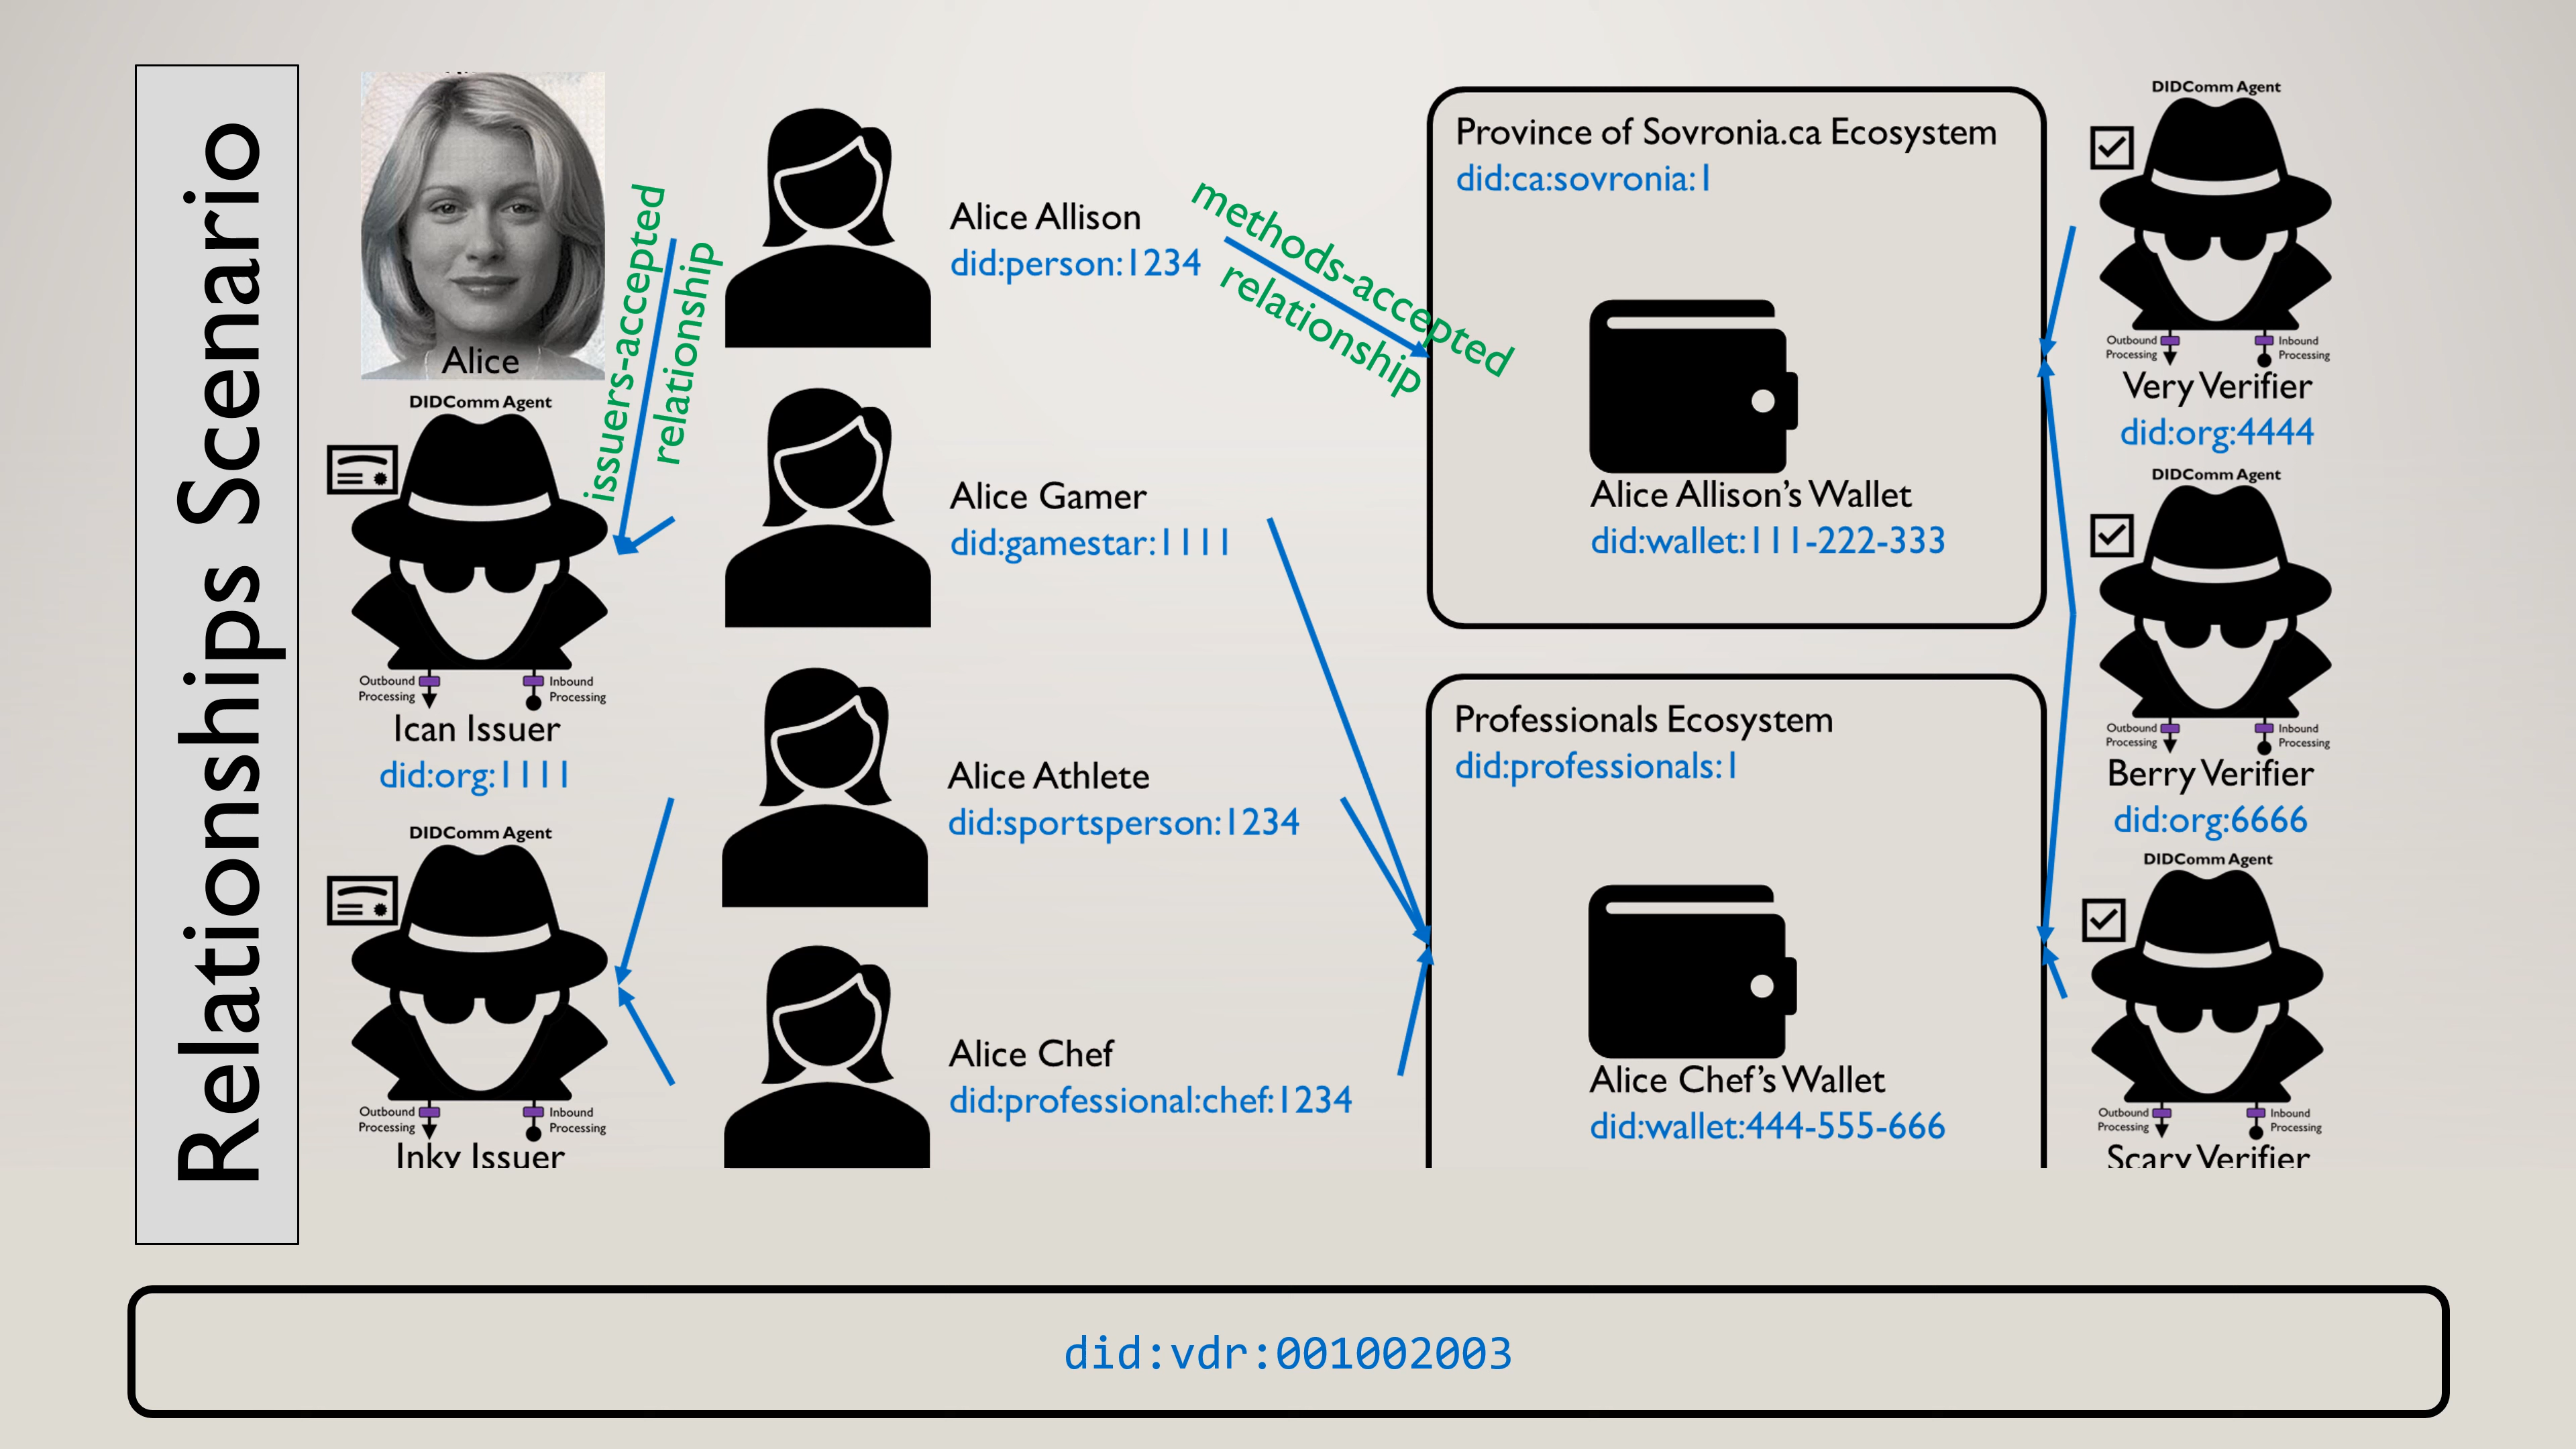 Relationships Scenario
Alice
DIDComm Agent
Outbound Processing
Inbound Processing
Ican Issuer
did:org:1111
DIDComm Agent
Outbound Processing
Inbound Processing
Inky Issuer
issuers-accepted
relationship
Alice Allison
did:person:1234
Alice Gamer
did:gamestar:1111
Alice Athlete
did:sportsperson:1234
Alice Chef
did:professional:chef:1234
methods-accepted
relationship
Province of Sovronia.ca Ecosystem
did:ca:sovronia:1
Alice Allison's Wallet
did:wallet:111-222-333
Professionals Ecosystem
did:professionals:1
Alice Chef's Wallet
did:wallet:444-555-666
DIDComm Agent
Outbound Processing
Inbound Processing
Very Verifier
did:org:4444
DIDComm Agent
Outbound Processing
Inbound Processing
Berry Verifier
did:org:6666
DIDComm Agent
Outbound Processing
Inbound Processing
Scary Verifier
did:vdr:001002003